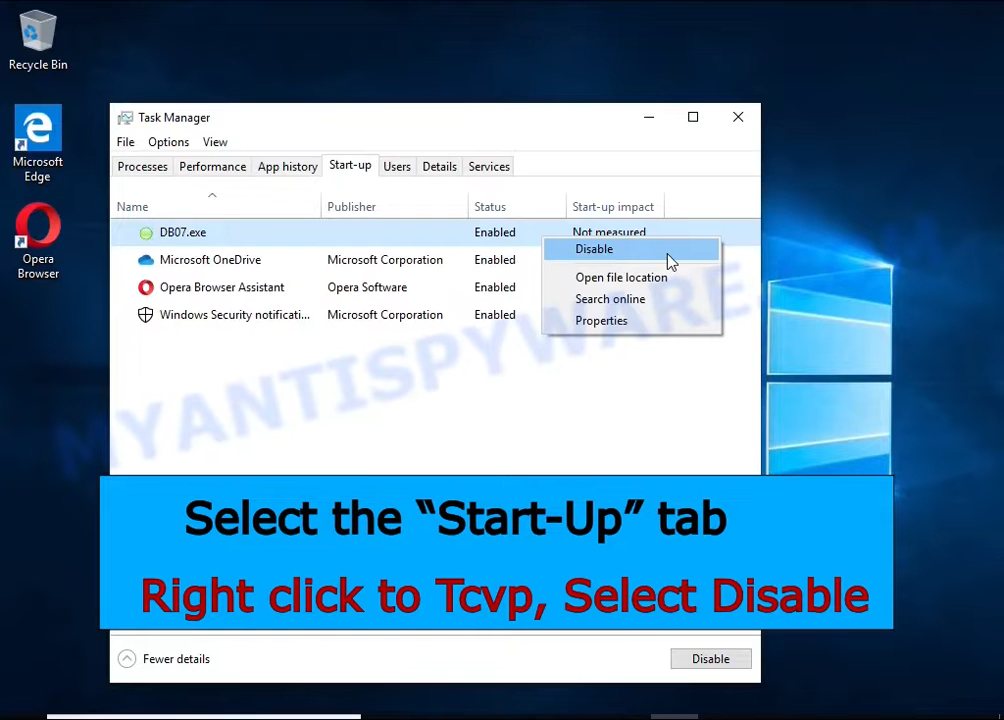 Recycle Bin
Microsoft
Edge
Opera
Browser
Task Manager
File Options View
Processes Performance App history Start-up Users Details Services
Name Publisher Status Start-up impact
DB07.exe Enabled Not measured
Microsoft OneDrive Microsoft Corporation Enabled
Opera Browser Assistant Opera Software Enabled
Windows Security notificati... Microsoft Corporation Enabled
Disable
Open file location
Search online
Properties
MYANTISPYWARE.
Select the “Start-Up” tab
Right click to Tcvp, Select Disable
Fewer details Disable